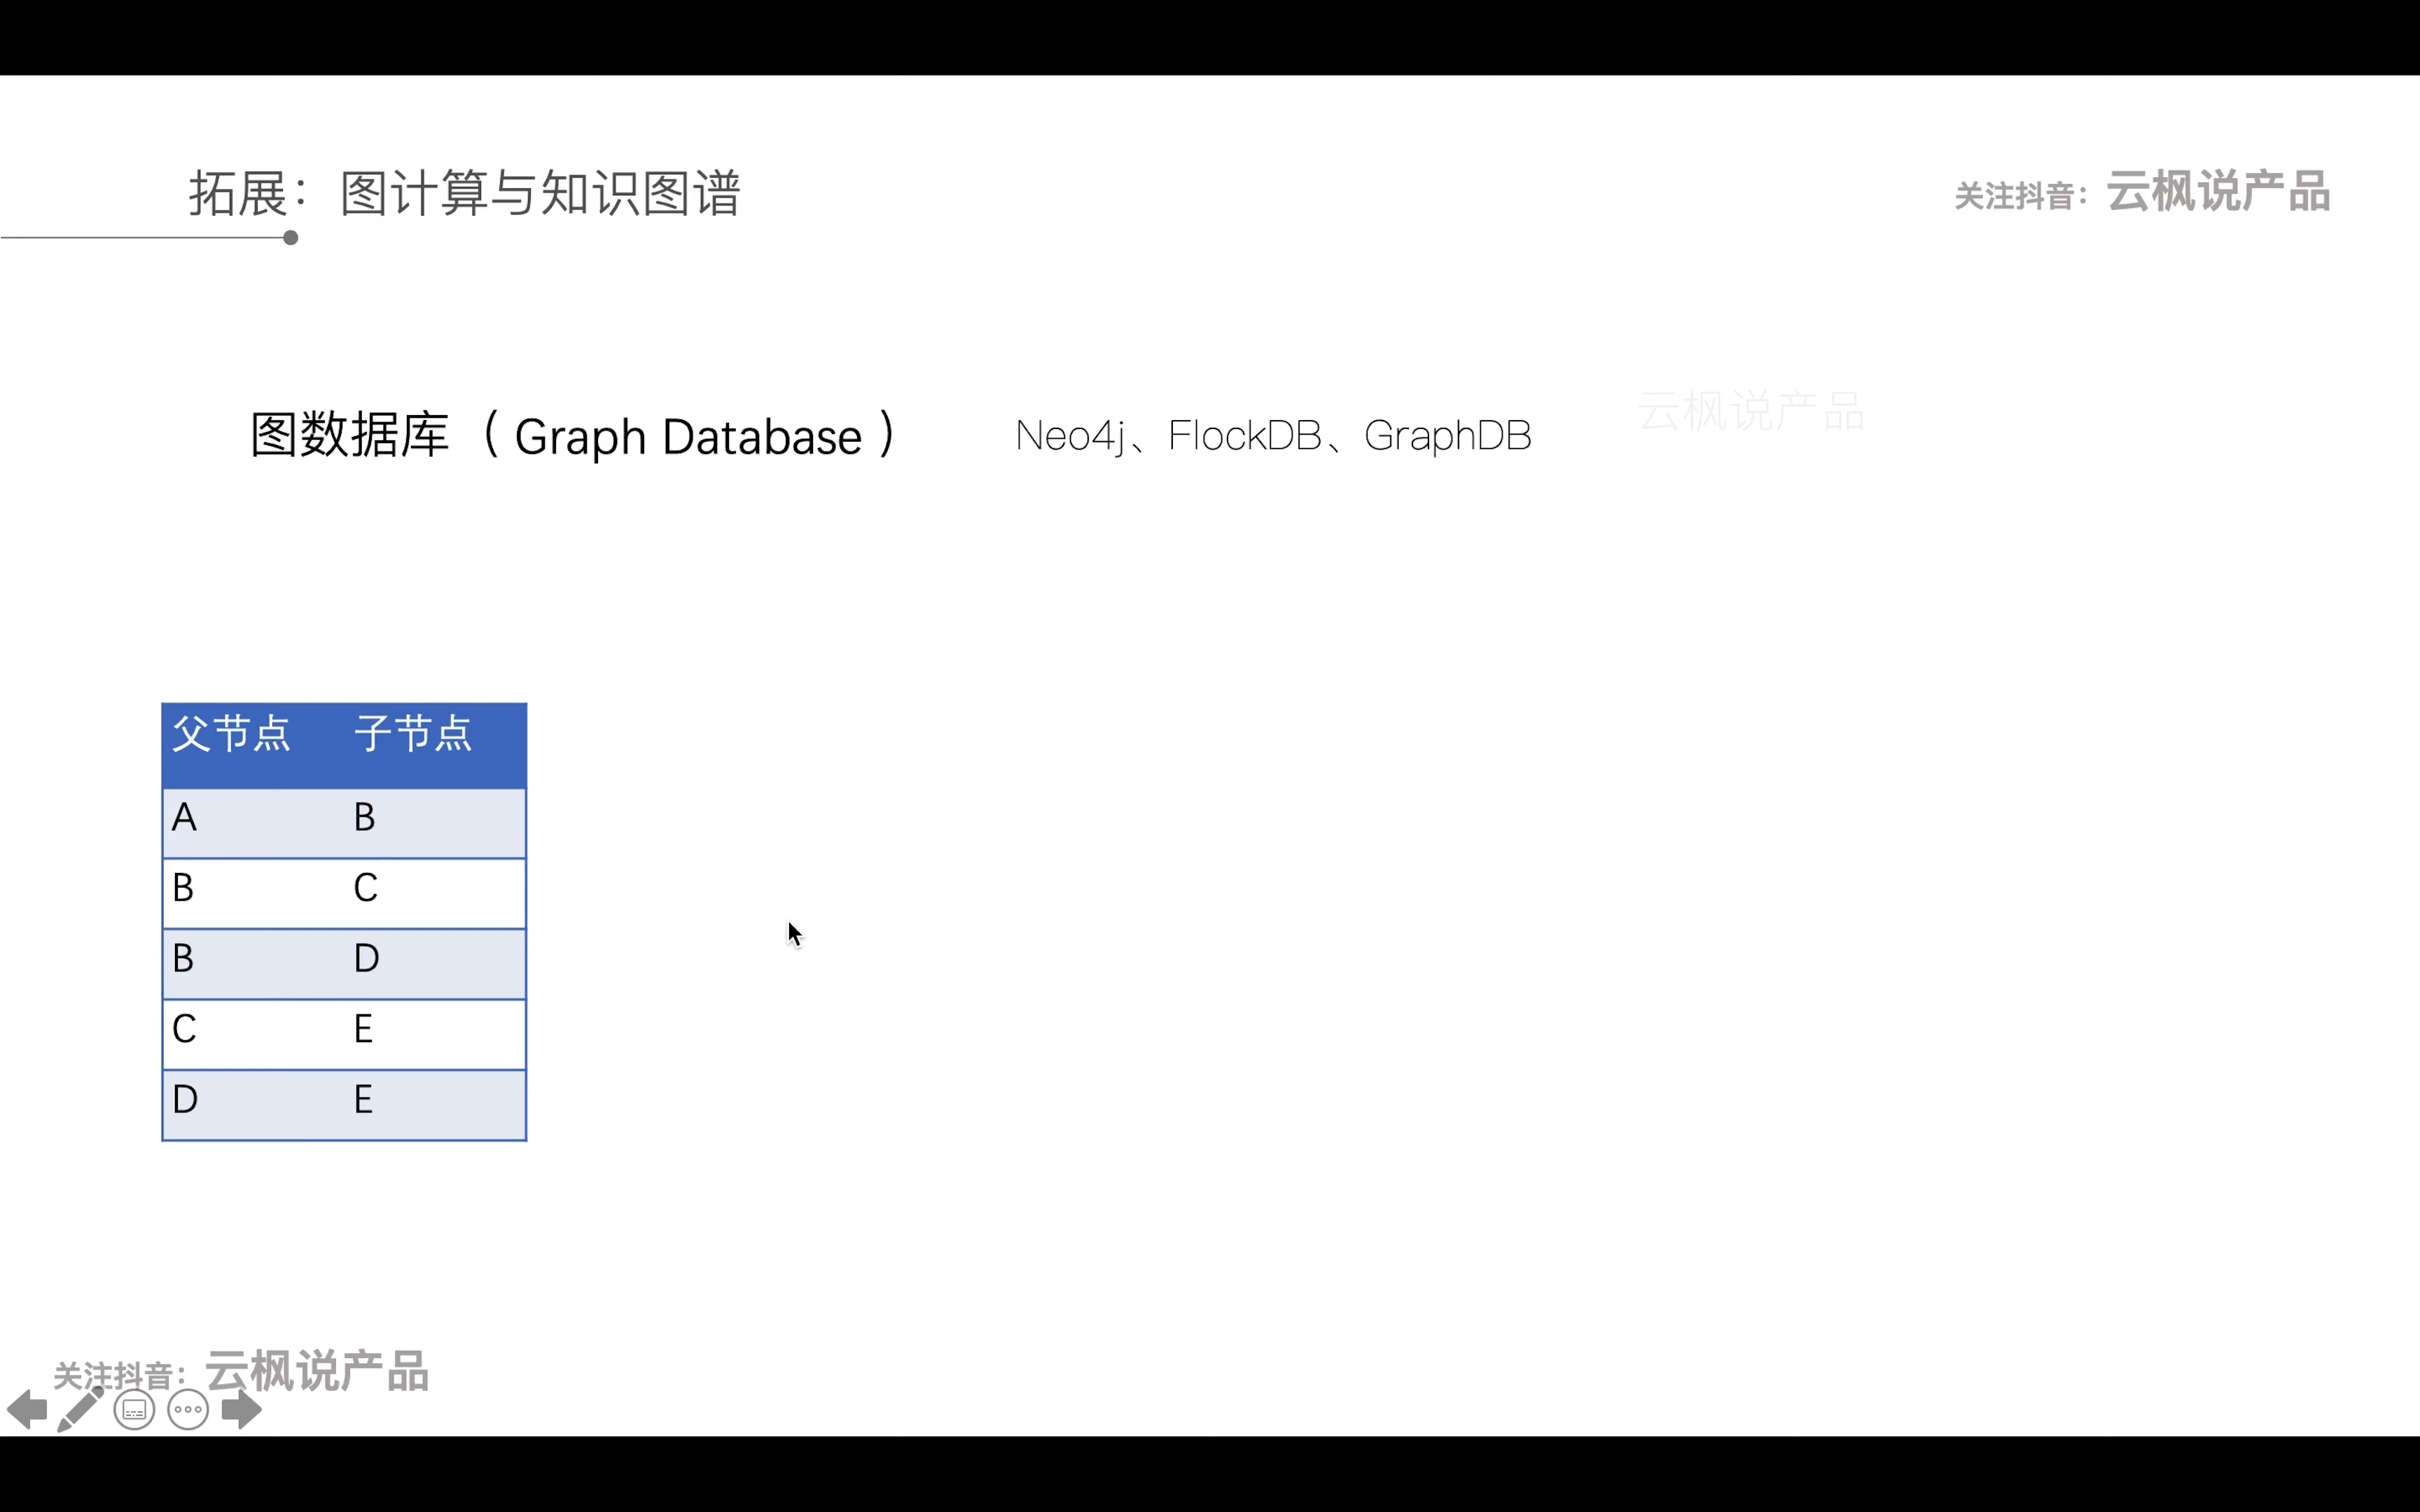 拓展：图计算与知识图谱
关注抖音：云枫说产品
云枫说产品
图数据库（Graph Database） Neo4j、FlockDB、GraphDB
父节点 子节点
A B
B C
B D
C E
D E
关注抖音：云枫说产品